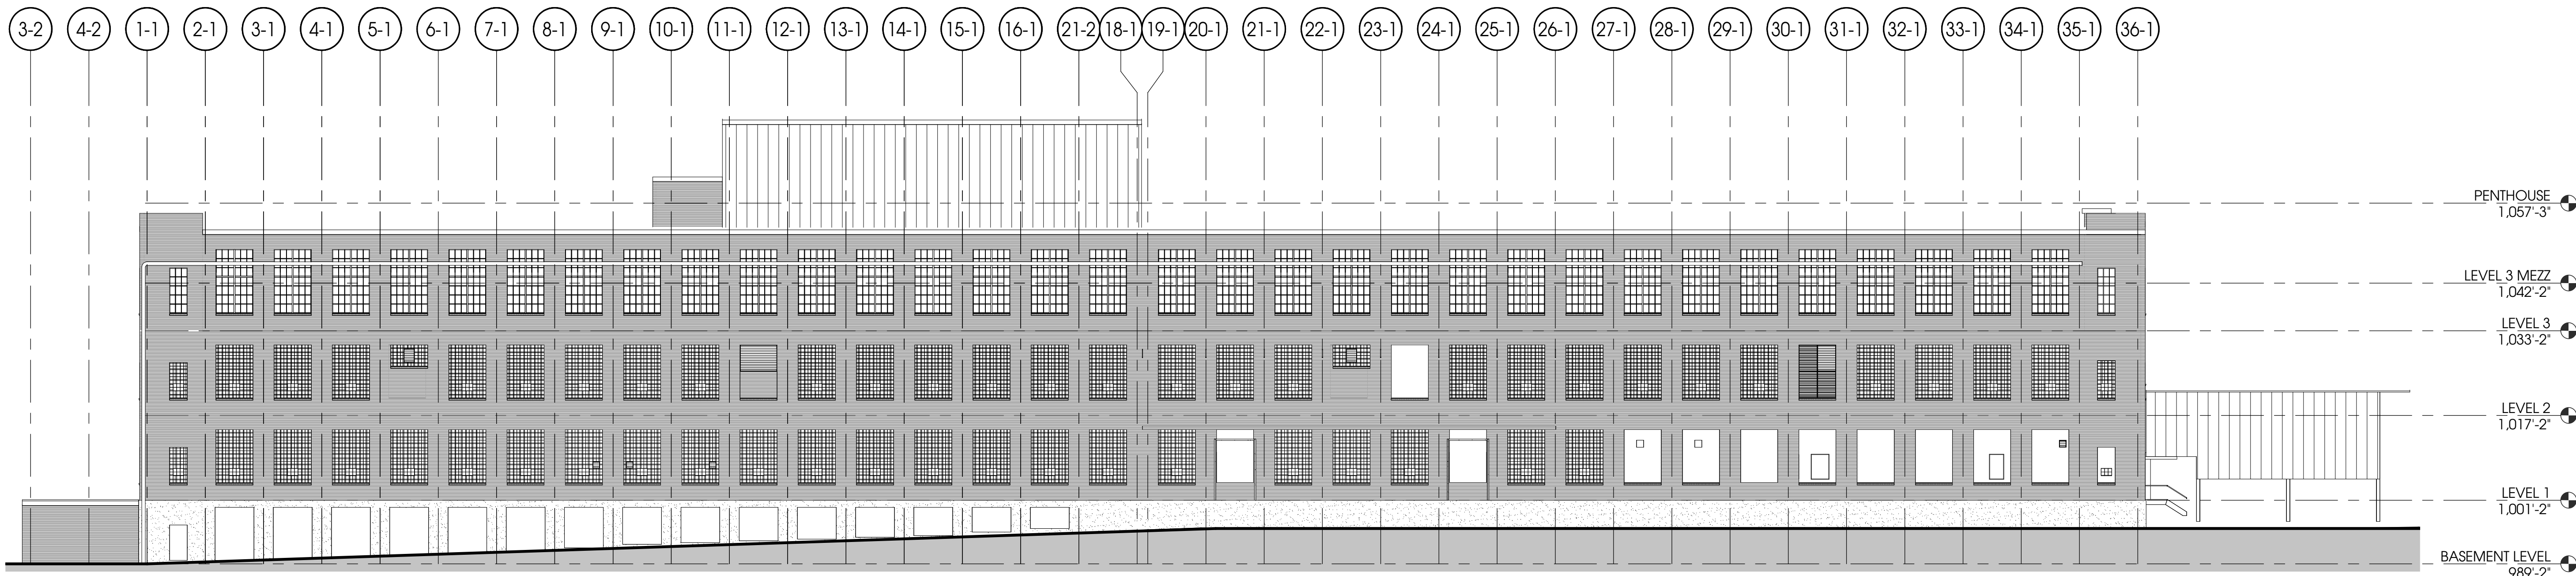 3-2 4-2 1-1 2-1 3-1 4-1 5-1 6-1 7-1 8-1 9-1 10-1 11-1 12-1 13-1 14-1 15-1 16-1 21-2 18-1 19-1 20-1 21-1 22-1 23-1 24-1 25-1 26-1 27-1 28-1 29-1 30-1 31-1 32-1 33-1 34-1 35-1 36-1
PENTHOUSE
1,057'-3"
LEVEL 3 MEZZ
1,042'-2"
LEVEL 3
1,033'-2"
LEVEL 2
1,017'-2"
LEVEL 1
1,001'-2"
BASEMENT LEVEL
989'-2"